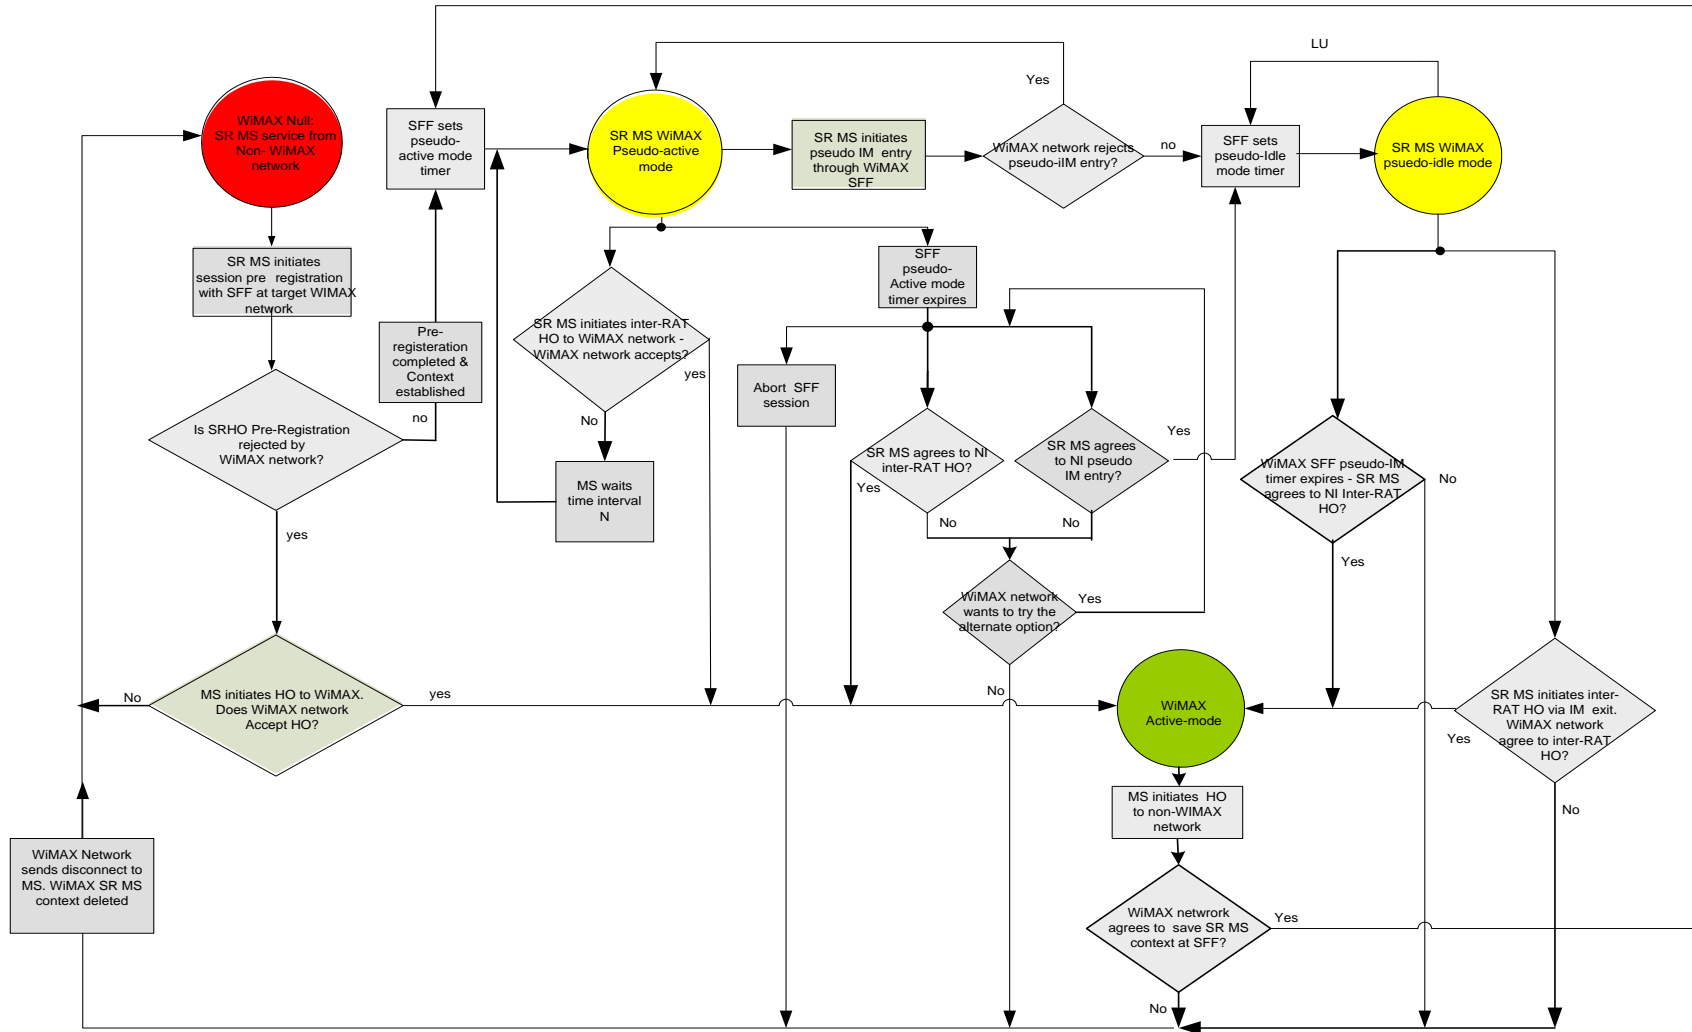 LU
Yes
WiMAX Null:
SR MS service from
Non- WiMAX
network
SFF sets
pseudo-
active mode
timer
SR MS WiMAX
Pseudo-active
mode
SR MS initiates
pseudo IM entry
through WiMAX
SFF
WiMAX network rejects
pseudo-iIM entry?
no
SFF sets
pseudo-Idle
mode timer
SR MS WiMAX
psuedo-idle mode
SR MS initiates
session pre registration
with SFF at target WIMAX
network
SFF
pseudo-
Active mode
timer expires
Pre-
registeration
completed &
Context
established
SR MS initiates inter-RAT
HO to WiMAX network -
WiMAX network accepts?
yes
No
Abort SFF
session
Is SRHO Pre-Registration
rejected by
WiMAX network?
no
SR MS agrees to NI
inter-RAT HO?
Yes
No
SR MS agrees
to NI pseudo
IM entry?
Yes
No
WiMAX SFF pseudo-IM
timer expires - SR MS
agrees to NI Inter-RAT
HO?
No
Yes
MS waits
time interval
N
yes
WiMAX network
wants to try the
alternate option?
Yes
No
MS initiates HO to WiMAX.
Does WiMAX network
Accept HO?
No
yes
WiMAX
Active-mode
SR MS initiates inter-
RAT HO via IM exit.
WiMAX network
agree to inter-RAT
HO?
Yes
No
MS initiates HO
to non-WIMAX
network
WiMAX Network
sends disconnect to
MS. WiMAX SR MS
context deleted
WiMAX network
agrees to save SR MS
context at SFF?
Yes
No